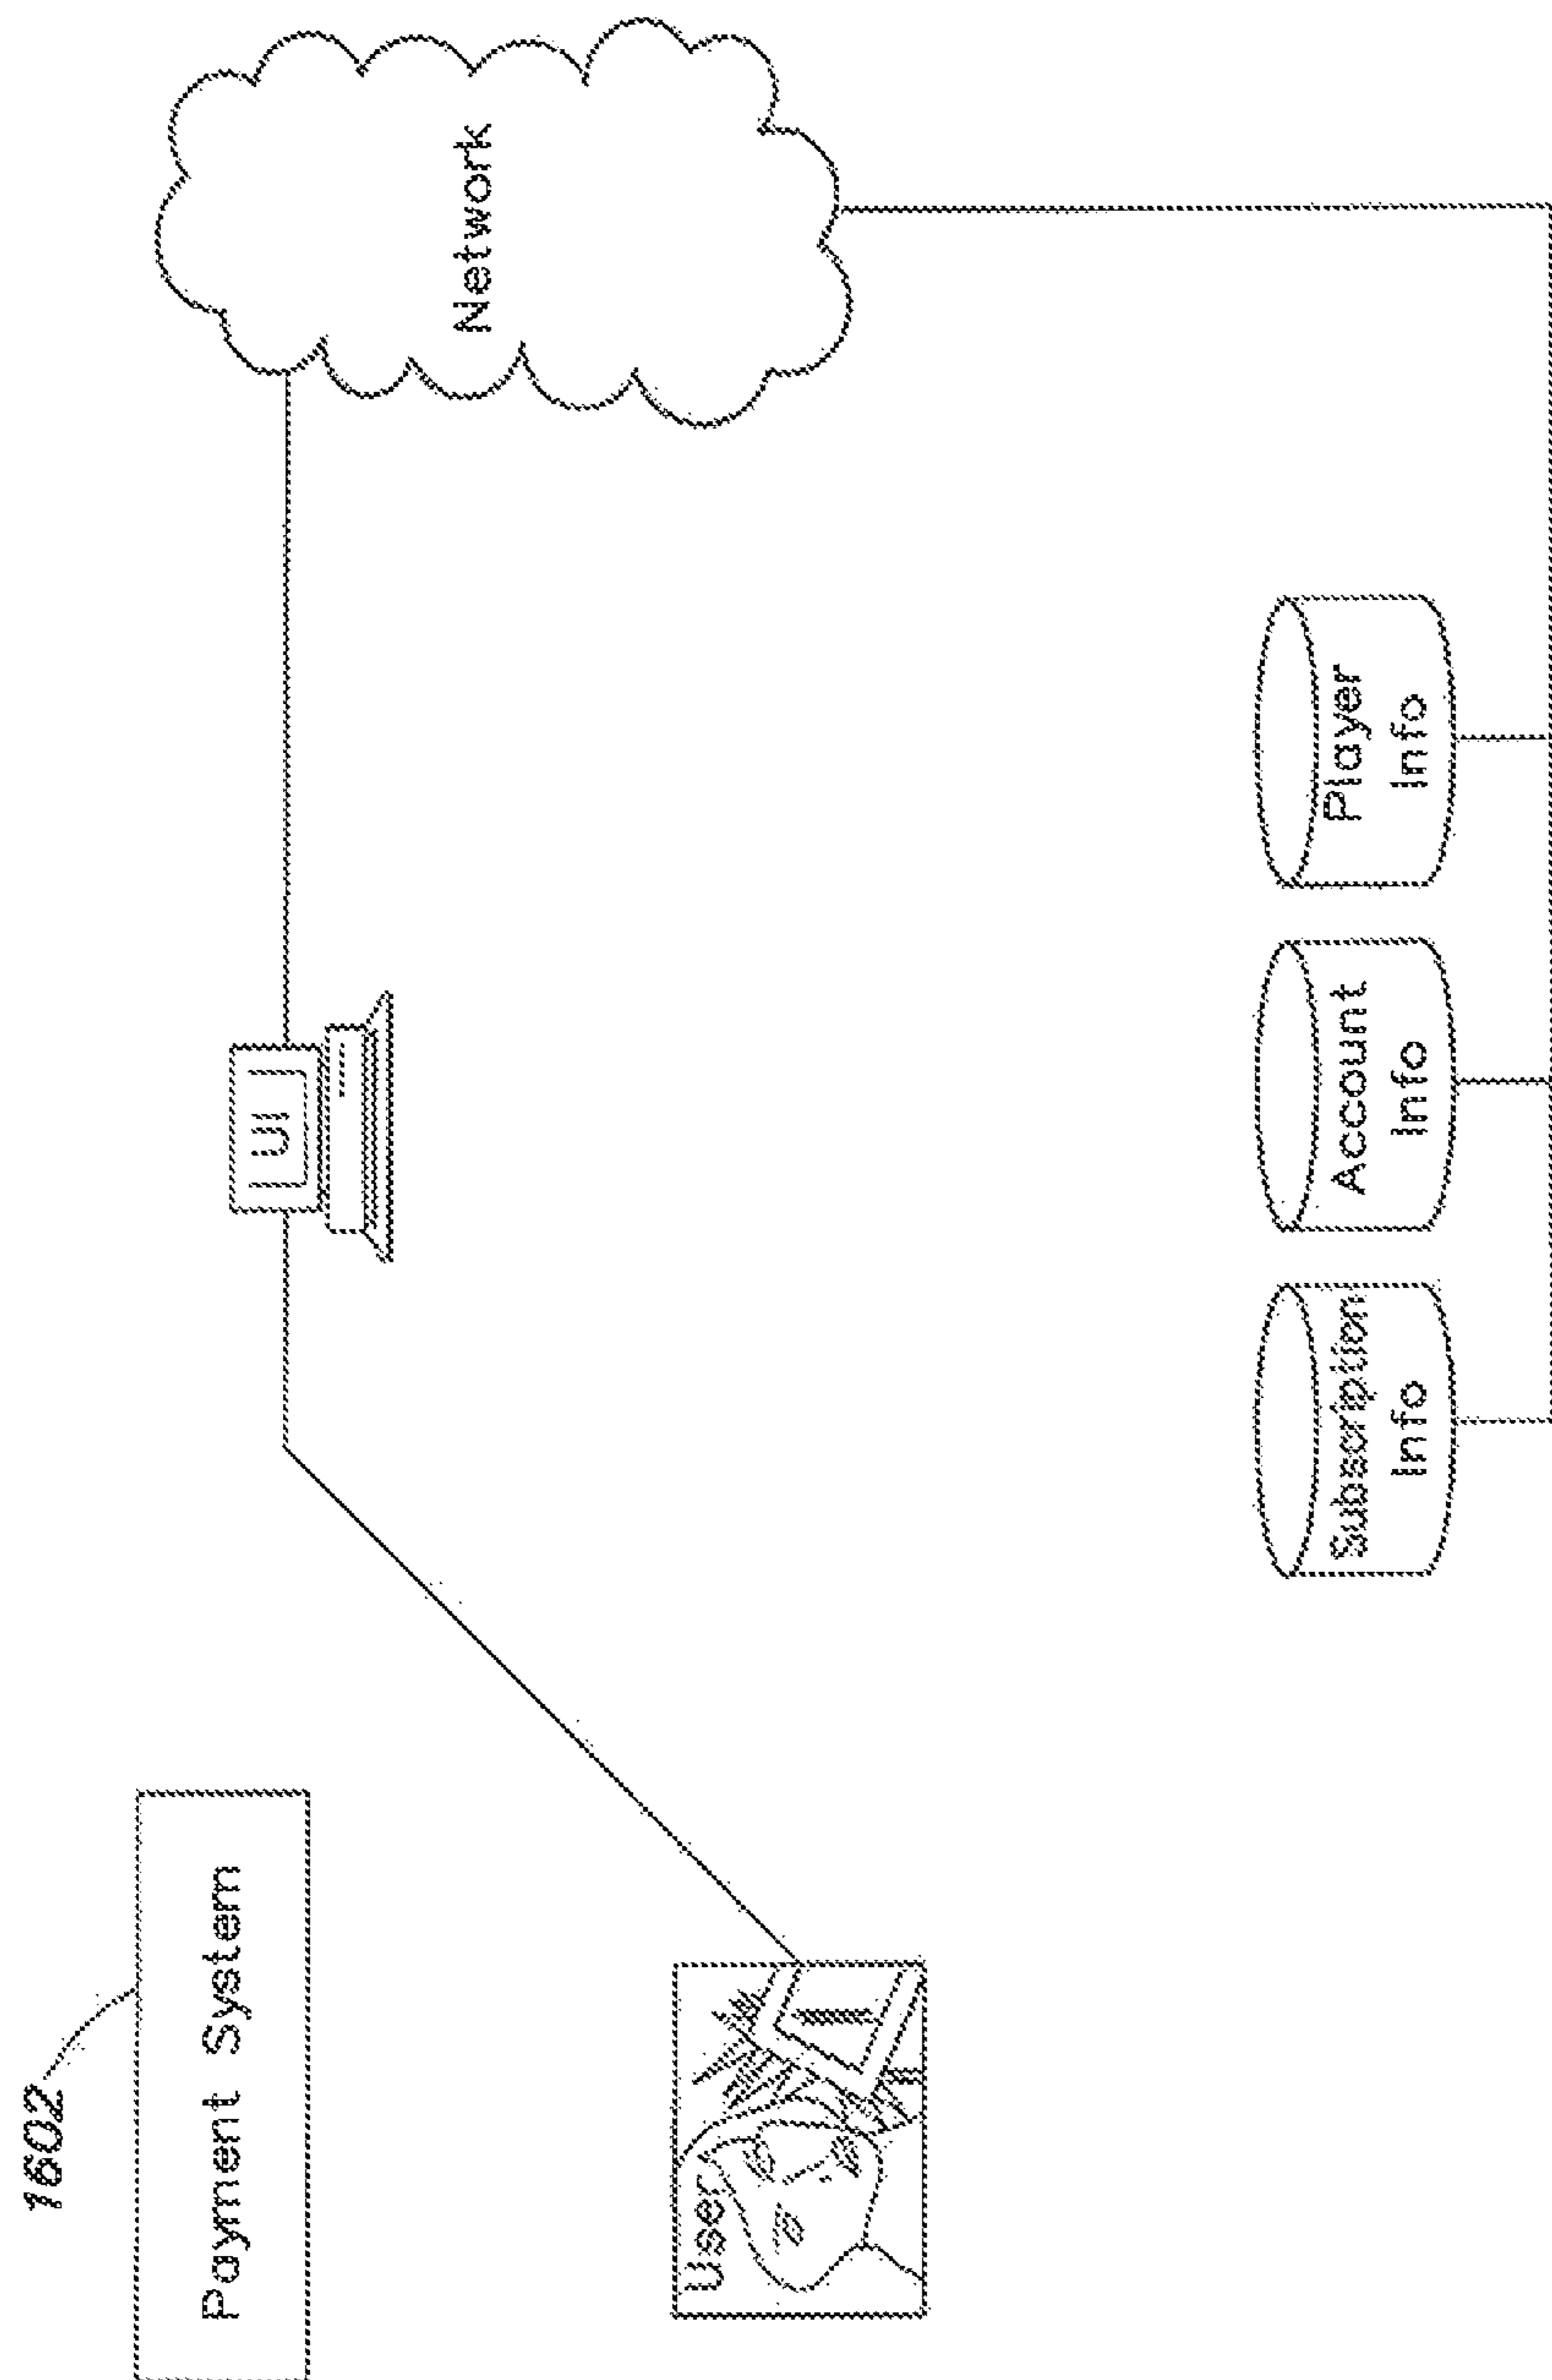 1602
Payment System
User
UI
Network
Subscription
Info
Account
Info
Player
Info